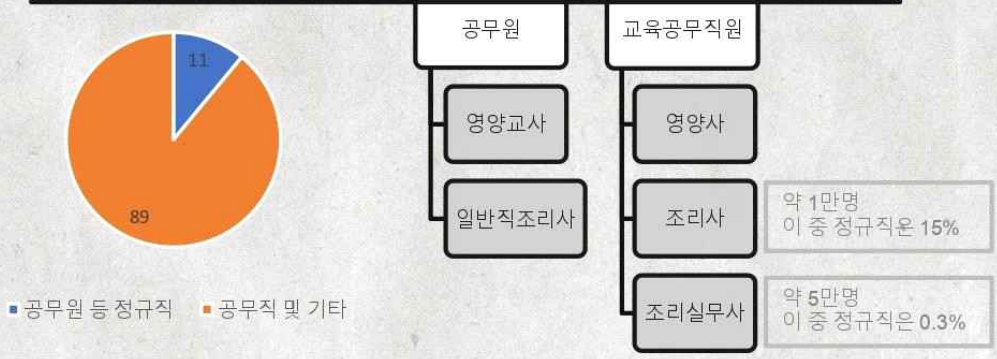 11
89
공무원 등 정규직
공무직 및 기타
공무원
영양교사
일반직조리사
교육공무직원
영양사
조리사
약 1만명
이 중 정규직은 15%
조리실무사
약 5만명
이 중 정규직은 0.3%